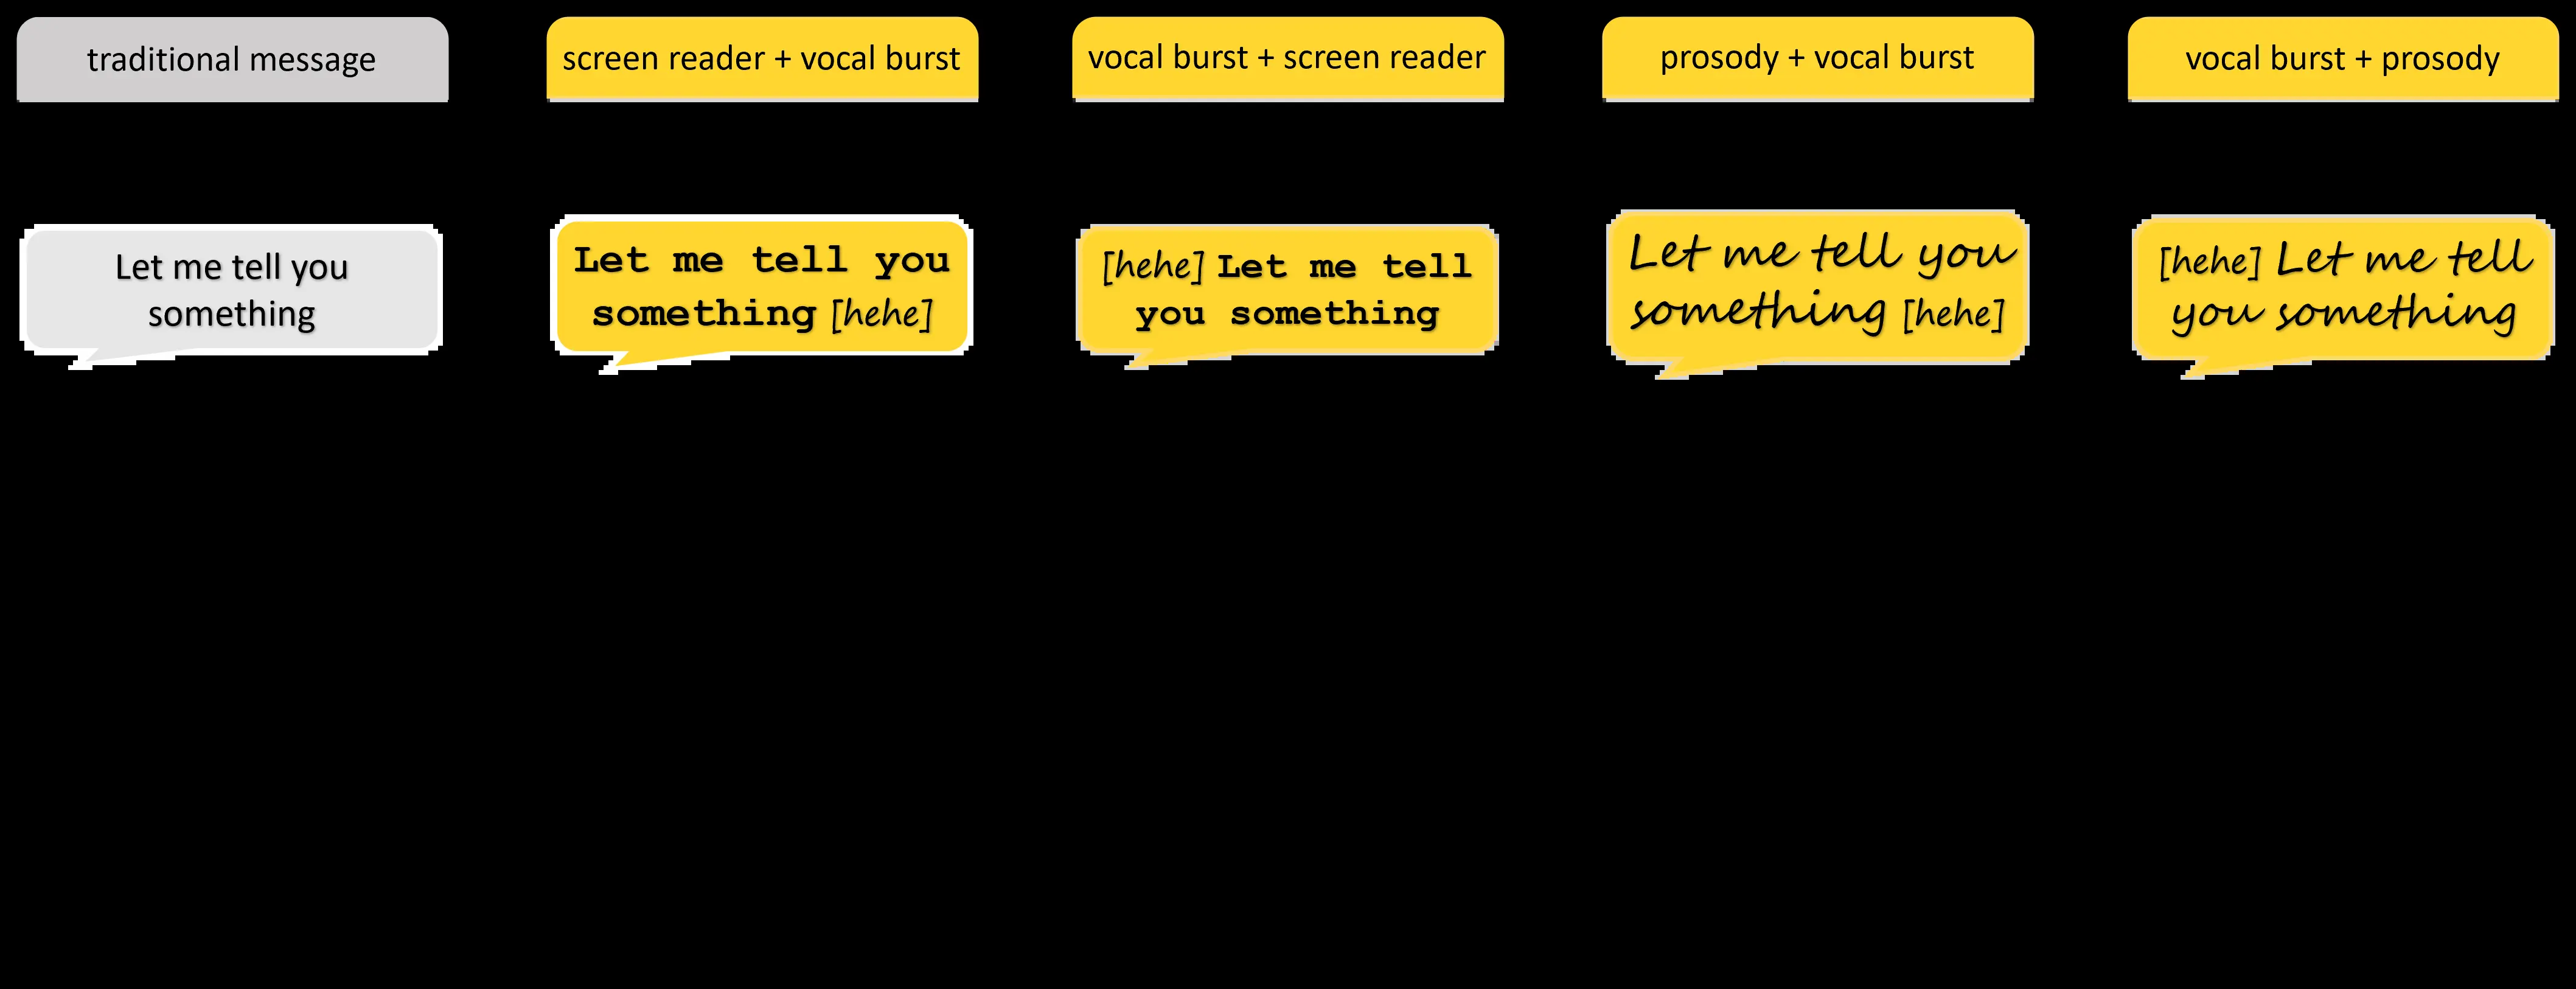 traditional message
screen reader + vocal burst
vocal burst + screen reader
prosody + vocal burst
vocal burst + prosody
Let me tell you
something
Let me tell you
something [hehe]
[hehe] Let me tell
you something
Let me tell you
something [hehe]
[hehe] Let me tell
you something